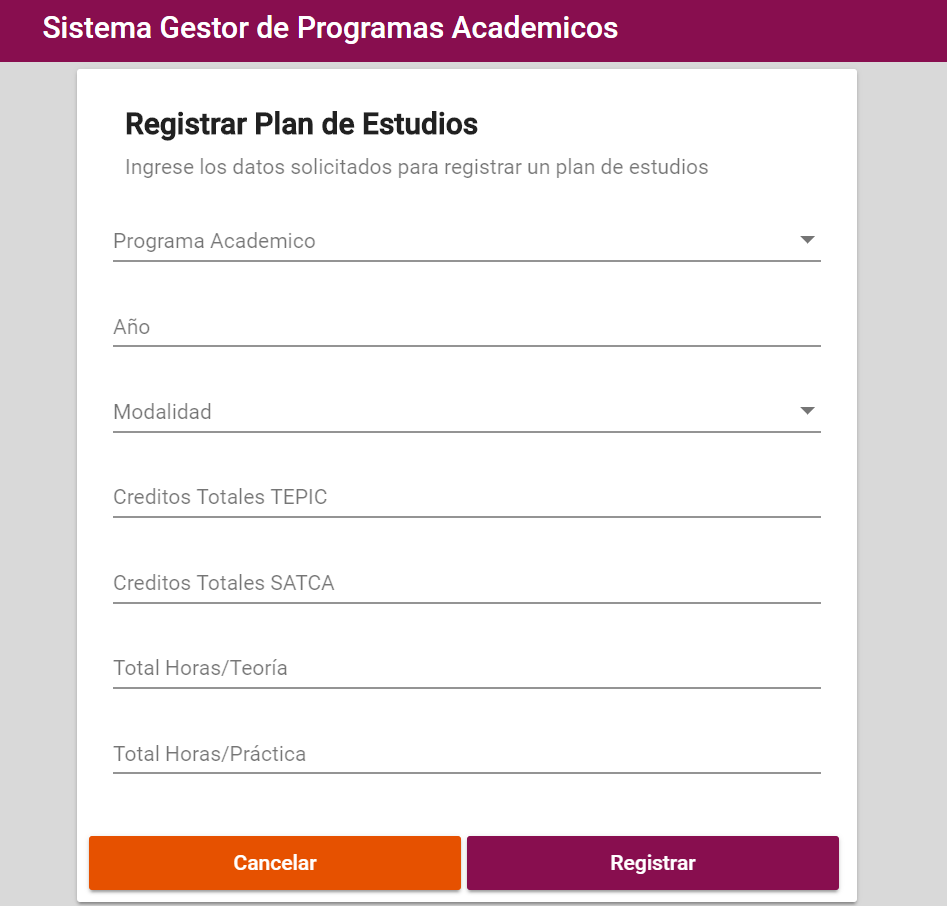 Sistema Gestor de Programas Academicos
Registrar Plan de Estudios
Ingrese los datos solicitados para registrar un plan de estudios
Programa Academico
Año
Modalidad
Creditos Totales TEPIC
Creditos Totales SATCA
Total Horas/Teoría
Total Horas/Práctica
Cancelar
Registrar